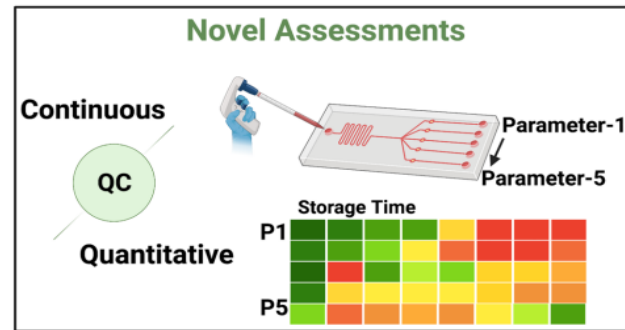 Novel Assessments
Continuous
QC
Quantitative
Parameter-1
Parameter-5
Storage Time
P1
P5